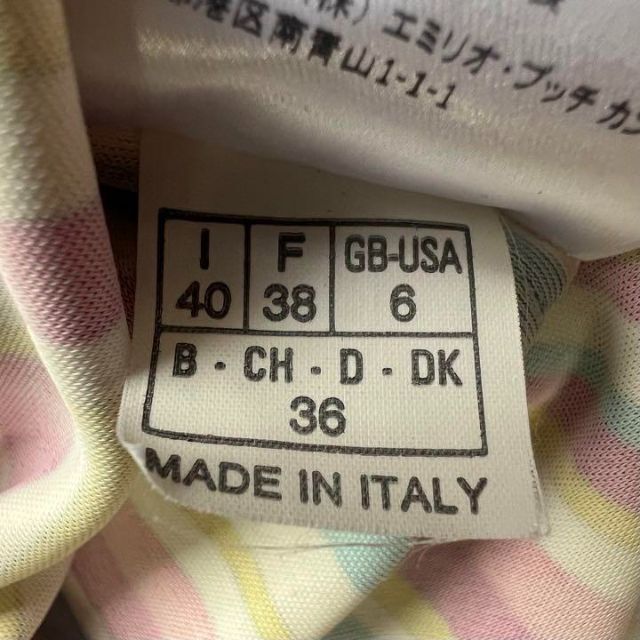 (株) エミリオ・プッチ
港区南青山1-1-1
I F GB-USA
40 38 6
B - CH - D - DK
36
MADE IN ITALY